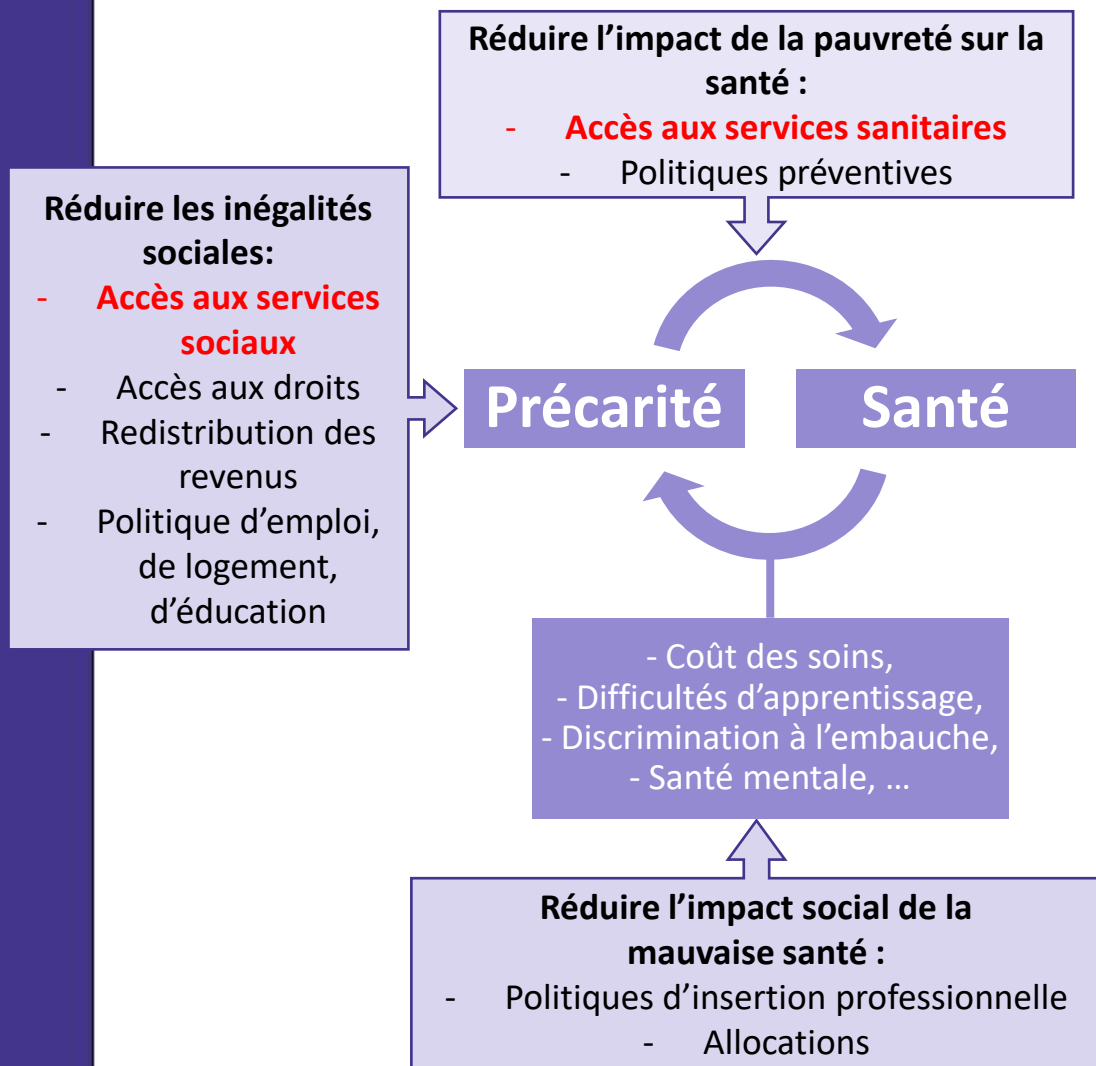 Réduire l’impact de la pauvreté sur la
santé :
- Accès aux services sanitaires
- Politiques préventives
Réduire les inégalités
sociales:
- Accès aux services
sociaux
- Accès aux droits
- Redistribution des
revenus
- Politique d’emploi,
de logement,
d’éducation
Précarité
Santé
- Coût des soins,
- Difficultés d’apprentissage,
- Discrimination à l’embauche,
- Santé mentale, …
Réduire l’impact social de la
mauvaise santé :
- Politiques d’insertion professionnelle
- Allocations